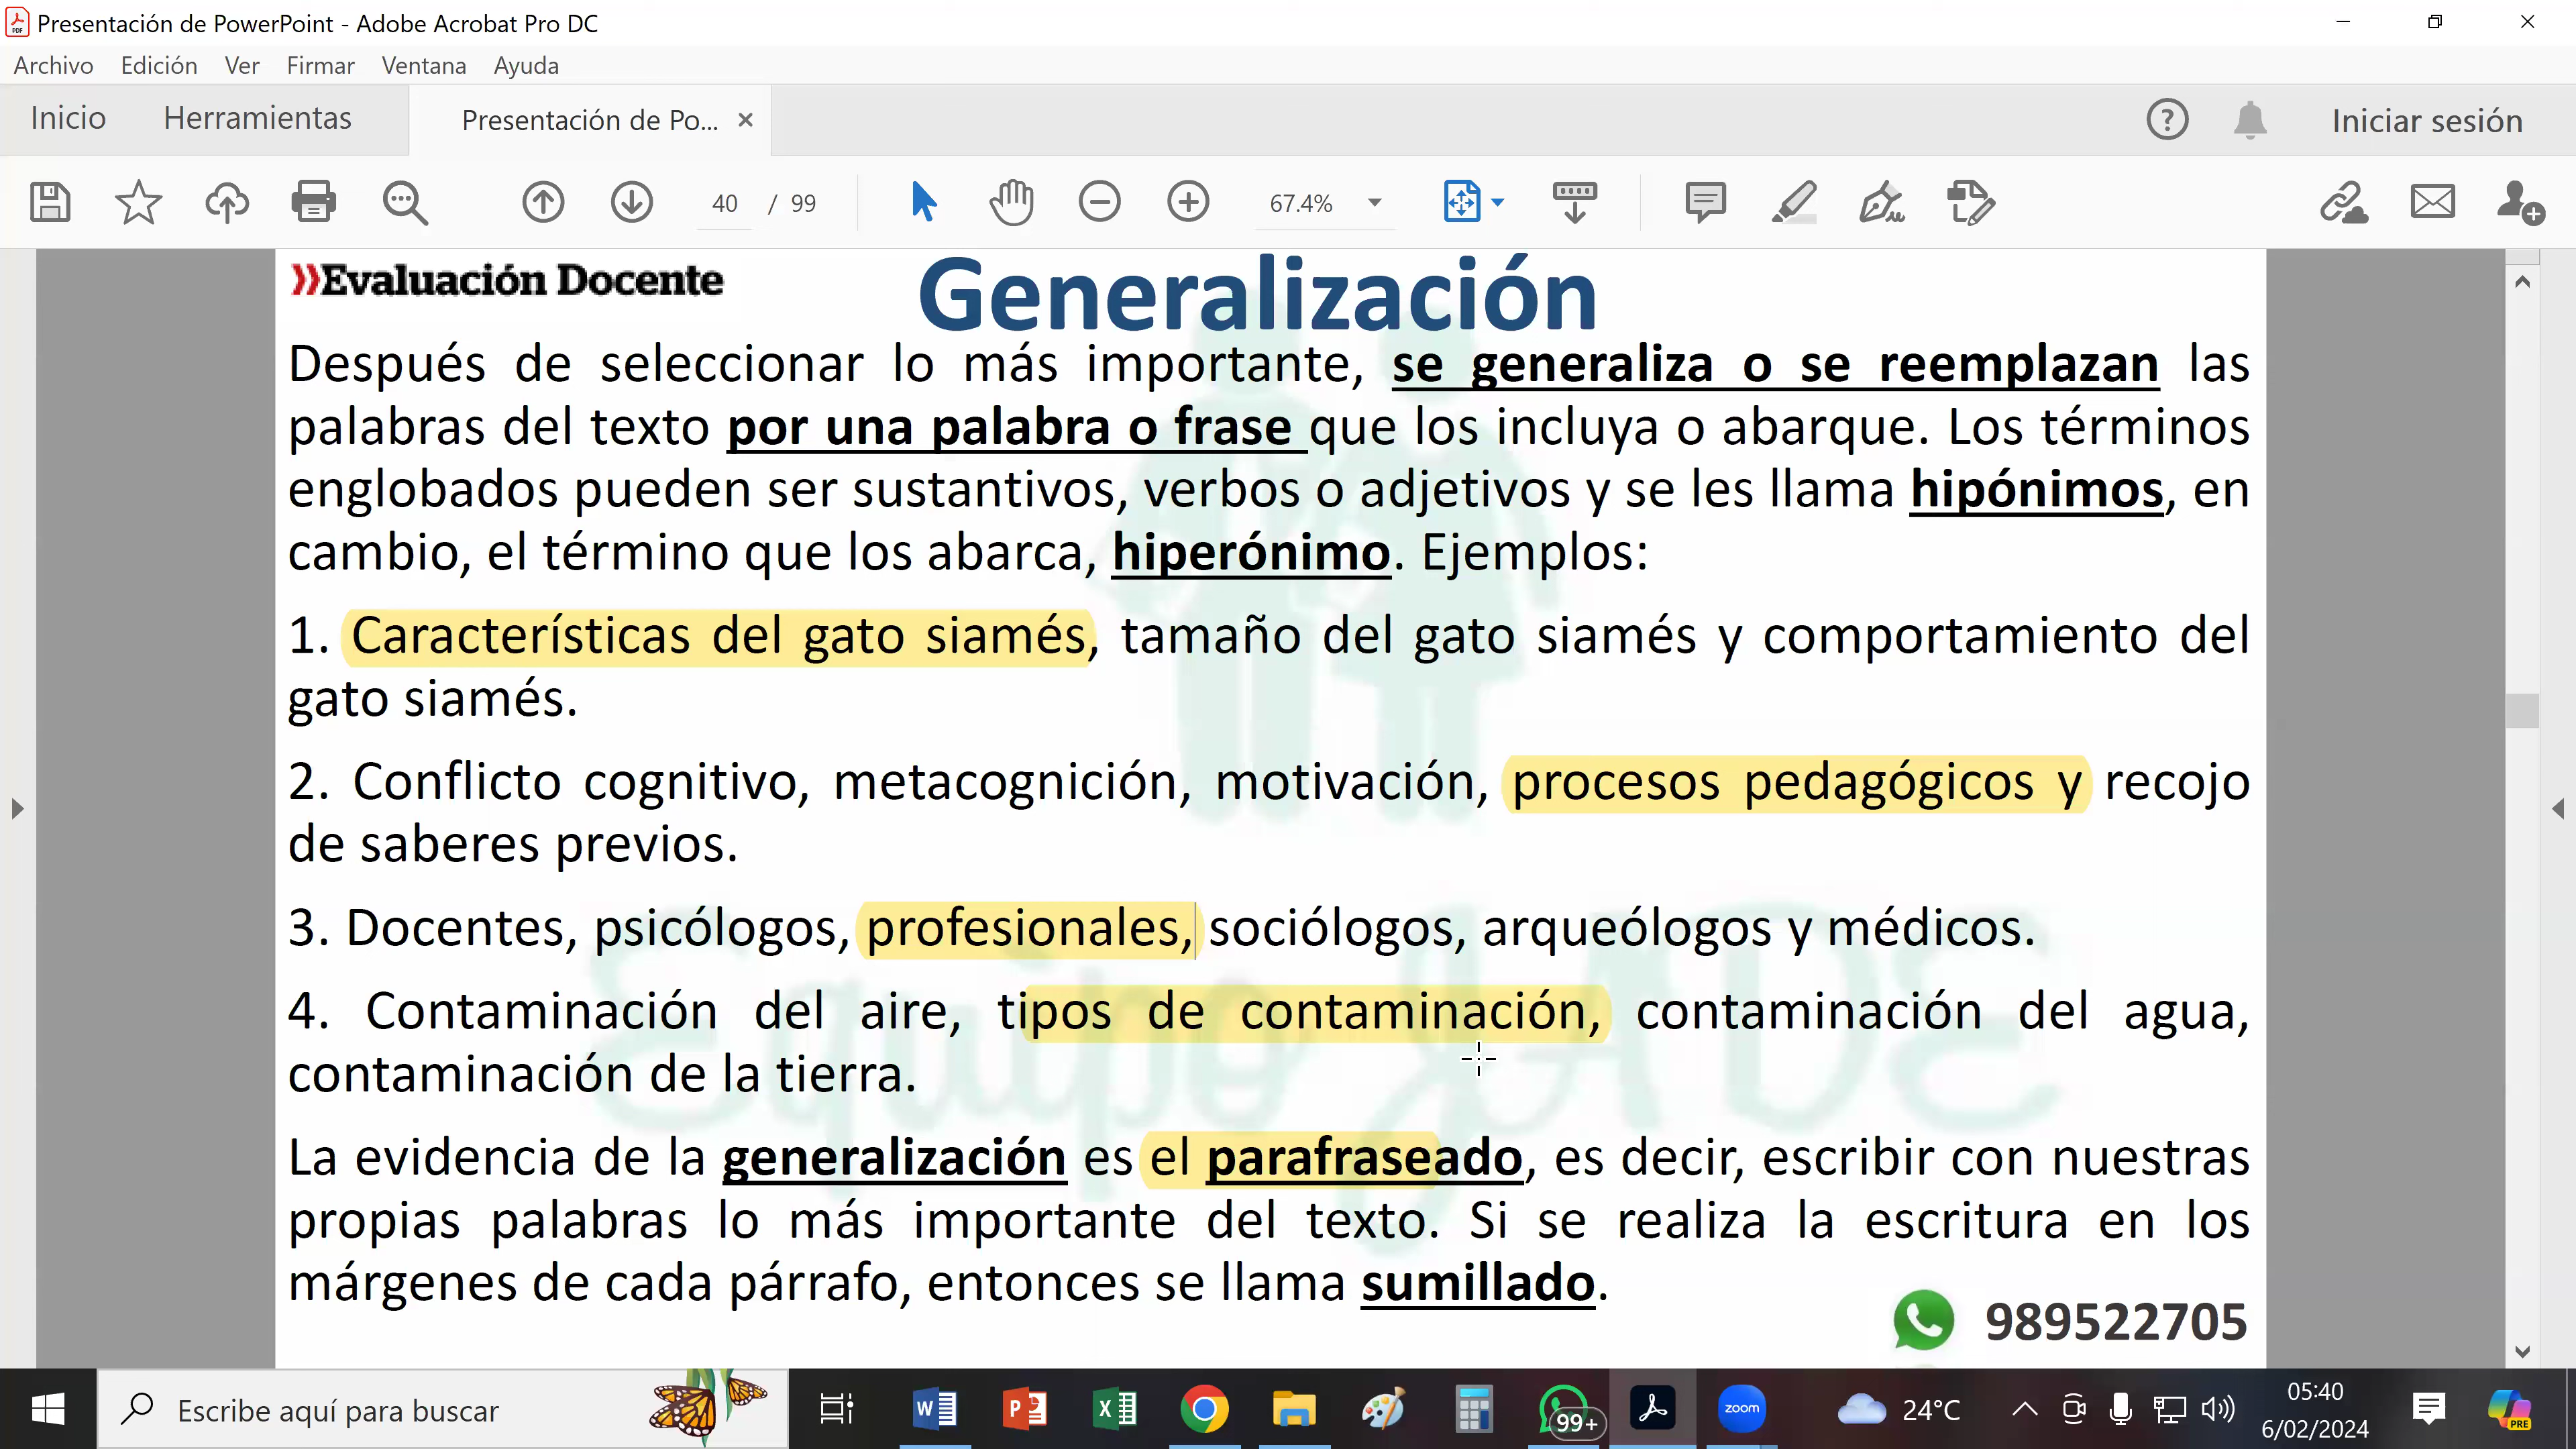 Presentación de PowerPoint - Adobe Acrobat Pro DC
Archivo Edición Ver Firmar Ventana Ayuda
Inicio Herramientas Presentación de Po... × Iniciar sesión
40 / 99 67.4%
Evaluación Docente
Generalización
Después de seleccionar lo más importante, se generaliza o se reemplazan las
palabras del texto por una palabra o frase que los incluya o abarque. Los términos
englobados pueden ser sustantivos, verbos o adjetivos y se les llama hipónimos, en
cambio, el término que los abarca, hiperónimo. Ejemplos:
1. Características del gato siamés, tamaño del gato siamés y comportamiento del
gato siamés.
2. Conflicto cognitivo, metacognición, motivación, procesos pedagógicos y recojo
de saberes previos.
3. Docentes, psicólogos, profesionales, sociólogos, arqueólogos y médicos.
4. Contaminación del aire, tipos de contaminación, contaminación del agua,
contaminación de la tierra.
Equipo JADE
La evidencia de la generalización es el parafraseado, es decir, escribir con nuestras
propias palabras lo más importante del texto. Si se realiza la escritura en los
márgenes de cada párrafo, entonces se llama sumillado.
989522705
Escribe aquí para buscar
99+
zoom
24°C
05:40
6/02/2024
PRE